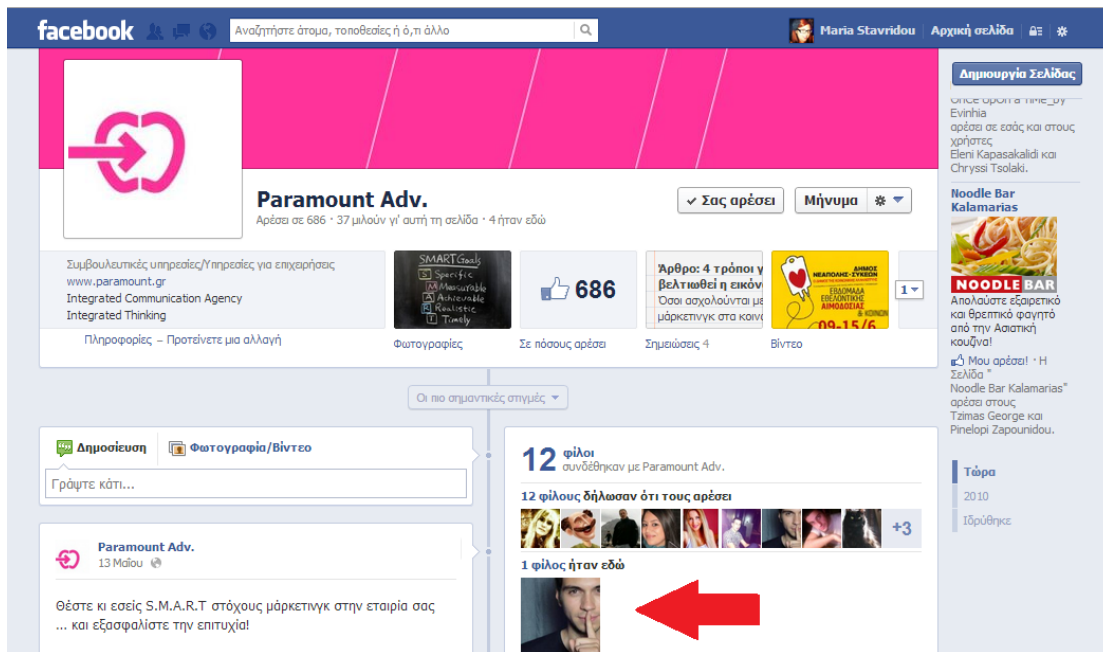 facebook
Αναζητήστε άτομα, τοποθεσίες ή ό,τι άλλο
Maria Stavridou
Αρχική σελίδα
Δημιουργία Σελίδας
Once Upon a Time_by
Evinhia
αρέσει σε εσάς και στους
χρήστες
Eleni Kapasakalidi και
Chryssi Tsolaki.
Paramount Adv.
Αρέσει σε 686 · 37 μιλούν γι' αυτή τη σελίδα · 4 ήταν εδώ
✓ Σας αρέσει
Μήνυμα
Συμβουλευτικές υπηρεσίες/Υπηρεσίες για επιχειρήσεις
www.paramount.gr
Integrated Communication Agency
Integrated Thinking
Πληροφορίες – Προτείνετε μια αλλαγή
SMART Goals
S Specific
M Measurable
A Achievable
R Realistic
T Timely
Φωτογραφίες
686
Σε πόσους αρέσει
Άρθρο: 4 τρόποι γ
βελτιωθεί η εικόν
Όσοι ασχολούνται με
μάρκετινγκ στα κοινω
Σημειώσεις 4
ΔΗΜΟΣ
ΝΕΑΠΟΛΗΣ-ΣΥΚΕΩΝ
ΕΒΔΟΜΑΔΑ
ΕΘΕΛΟΝΤΙΚΗΣ
ΑΙΜΟΔΟΣΙΑΣ
09-15/6
Βίντεο
1
Noodle Bar
Kalamarias
NOODLE BAR
Απολαύστε εξαιρετικό
και θρεπτικό φαγητό
από την Ασιατική
κουζίνα!
Μου αρέσει! · Η
Σελίδα "
Noodle Bar Kalamarias"
αρέσει στους
Tzimas George και
Pinelopi Zapounidou.
Οι πιο σημαντικές στιγμές
Δημοσίευση
Φωτογραφία/Βίντεο
Γράψτε κάτι...
Paramount Adv.
13 Μαΐου
Θέστε κι εσείς S.M.A.R.T στόχους μάρκετινγκ στην εταιρία σας
... και εξασφαλίστε την επιτυχία!
12 φίλοι
συνδέθηκαν με Paramount Adv.
12 φίλους δήλωσαν ότι τους αρέσει
+3
1 φίλος ήταν εδώ
Τώρα
2010
Ιδρύθηκε